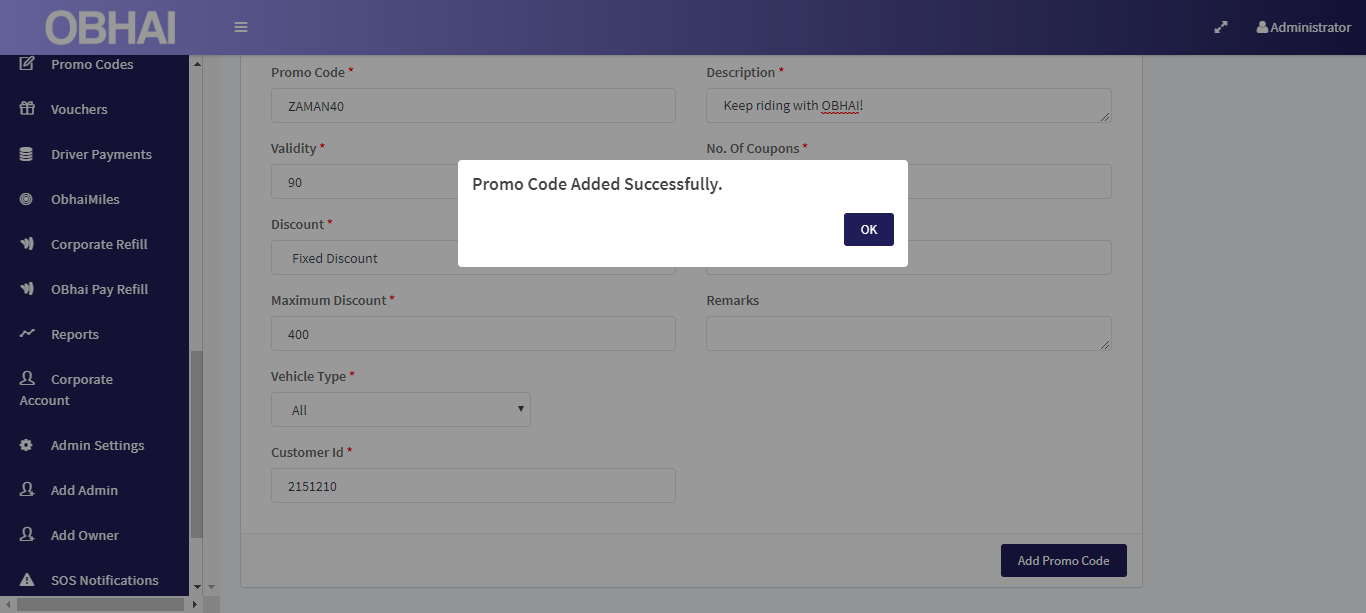 OBHAI
Administrator
Promo Codes
Vouchers
Driver Payments
ObhaiMiles
Corporate Refill
OBhai Pay Refill
Reports
Corporate
Account
Admin Settings
Add Admin
Add Owner
SOS Notifications
Promo Code *
Description *
ZAMAN40
Keep riding with OBHAI!
Validity *
No. Of Coupons *
90
Promo Code Added Successfully.
OK
Discount *
Fixed Discount
Maximum Discount *
Remarks
400
Vehicle Type *
All
Customer Id *
2151210
Add Promo Code